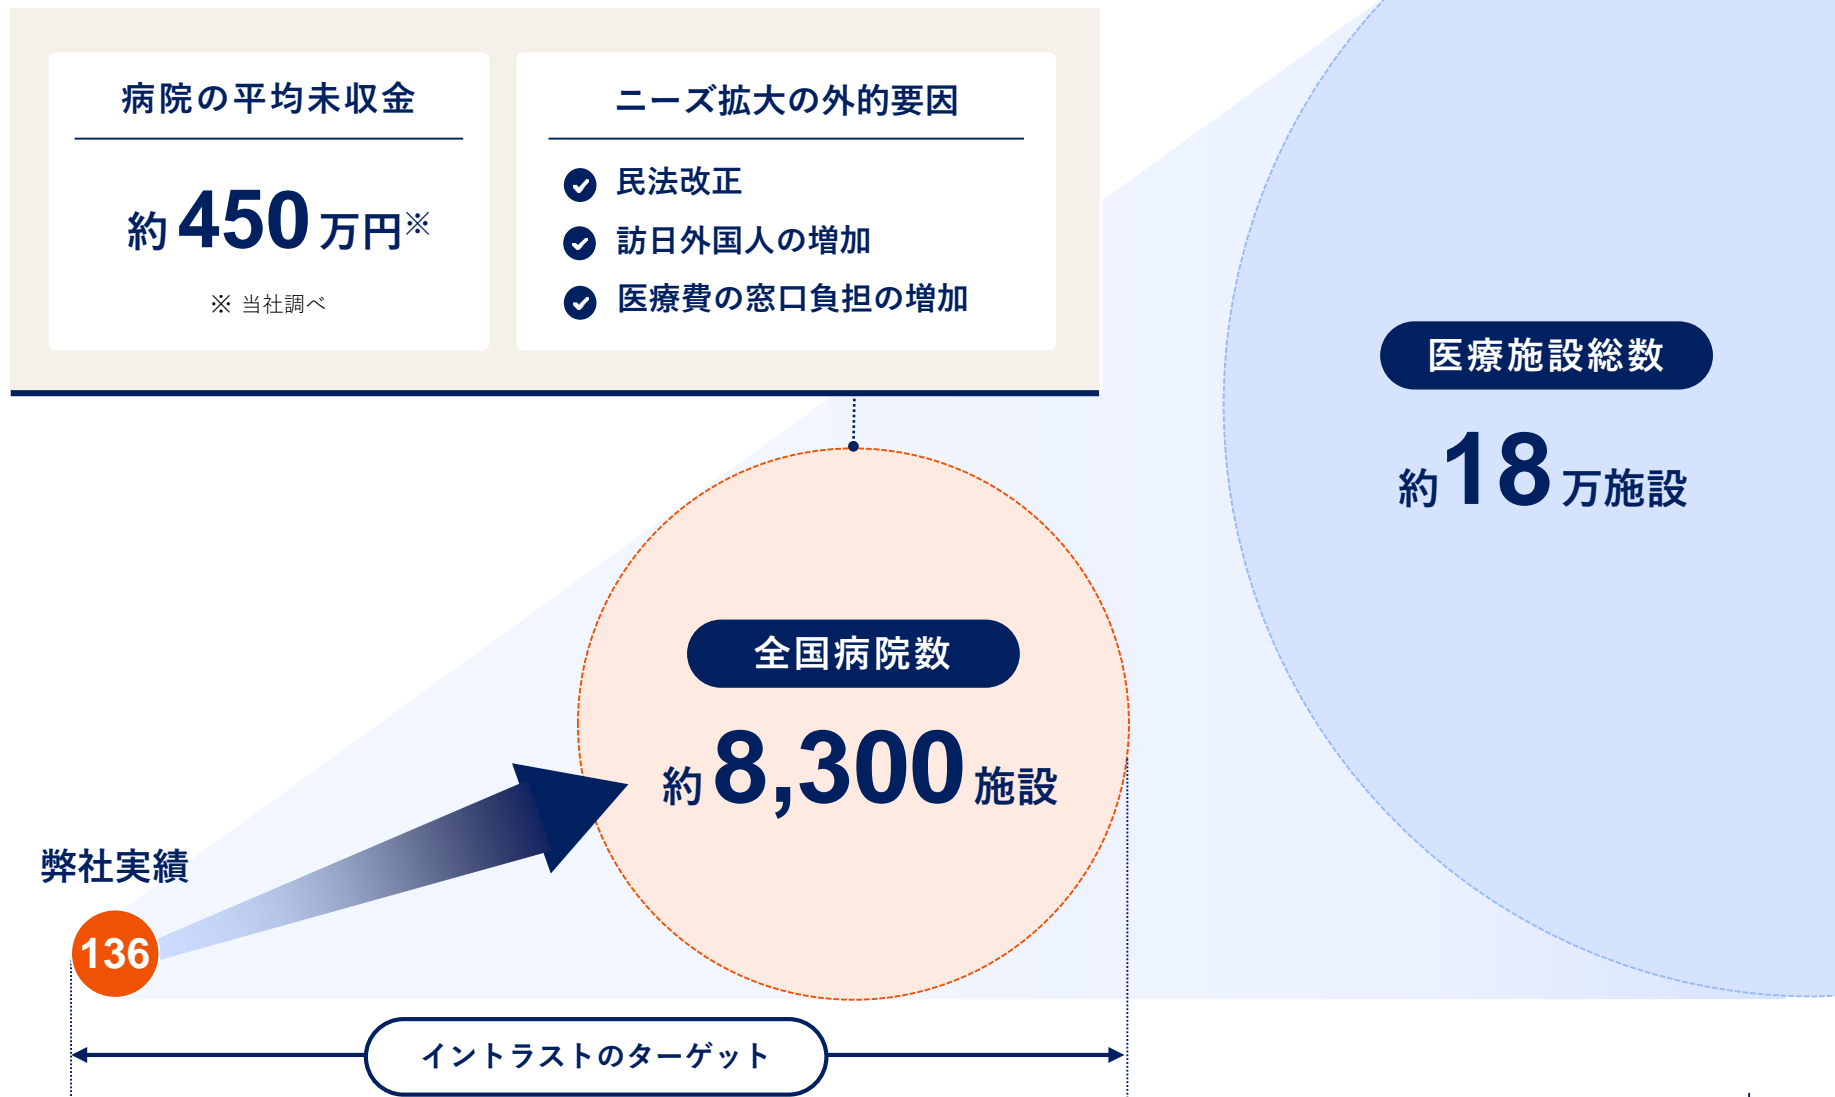 病院の平均未収金
約450万円※
※ 当社調べ
ニーズ拡大の外的要因
民法改正
訪日外国人の増加
医療費の窓口負担の増加
医療施設総数
約18万施設
全国病院数
約8,300施設
弊社実績
136
イントラストのターゲット